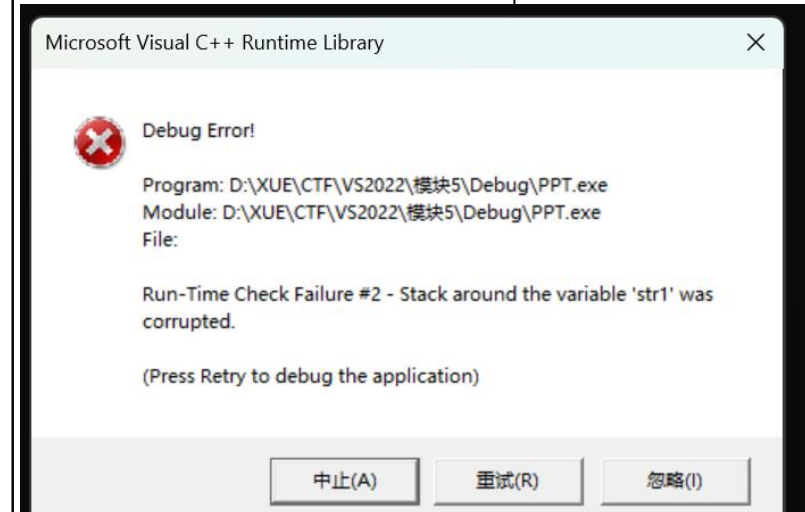 Microsoft Visual C++ Runtime Library
Debug Error!
Program: D:\XUE\CTF\VS2022\模块5\Debug\PPT.exe
Module: D:\XUE\CTF\VS2022\模块5\Debug\PPT.exe
File:
Run-Time Check Failure #2 - Stack around the variable 'str1' was
corrupted.
(Press Retry to debug the application)
中止(A)
重试(R)
忽略(I)